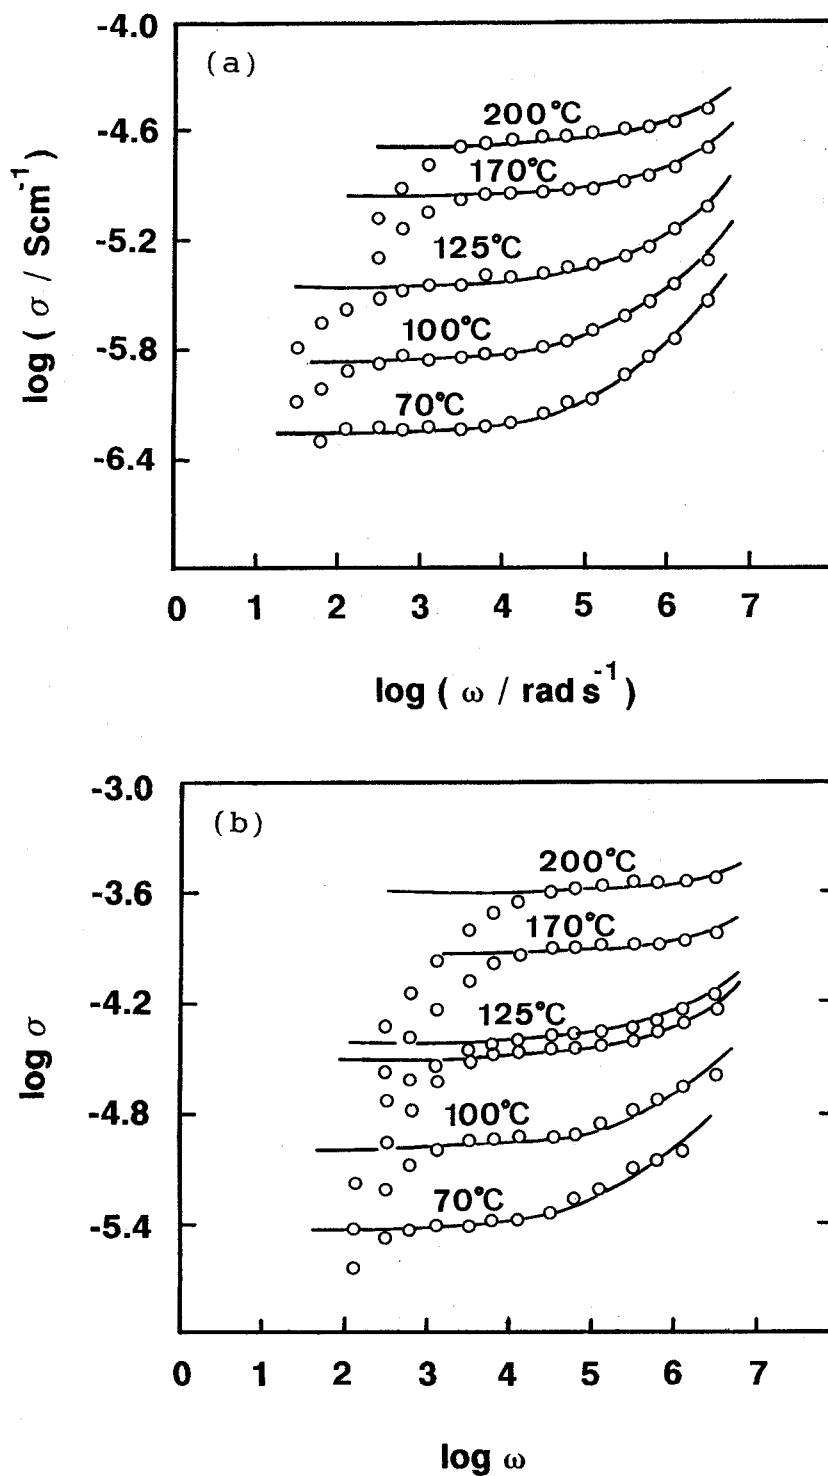 -4.0
(a)
200°C
-4.6
170°C
-5.2
125°C
-5.8
100°C
70°C
-6.4
log ( σ / Scm⁻¹ )
0 1 2 3 4 5 6 7
log ( ω / rad s⁻¹ )
-3.0
(b)
200°C
-3.6
170°C
-4.2
125°C
-4.8
100°C
70°C
-5.4
log σ
0 1 2 3 4 5 6 7
log ω